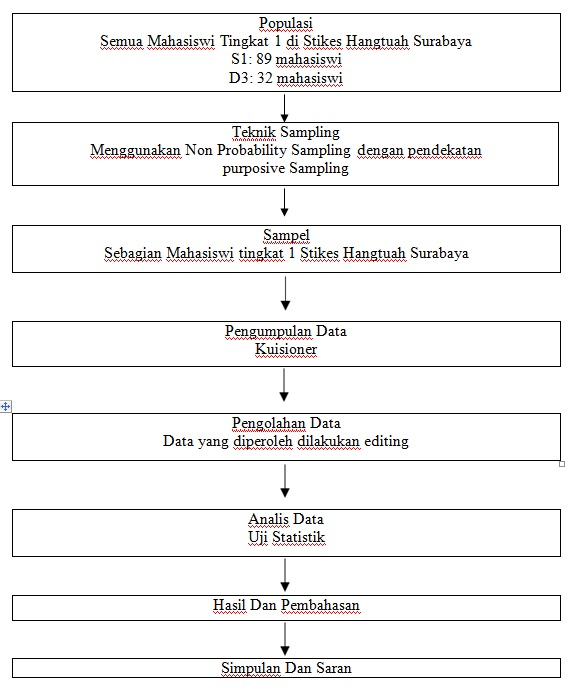 Populasi
Semua Mahasiswi Tingkat 1 di Stikes Hangtuah Surabaya
S1: 89 mahasiswi
D3: 32 mahasiswi
Teknik Sampling
Menggunakan Non Probability Sampling dengan pendekatan
purposive Sampling
Sampel
Sebagian Mahasiswi tingkat 1 Stikes Hangtuah Surabaya
Pengumpulan Data
Kuisioner
Pengolahan Data
Data yang diperoleh dilakukan editing
Analis Data
Uji Statistik
Hasil Dan Pembahasan
Simpulan Dan Saran